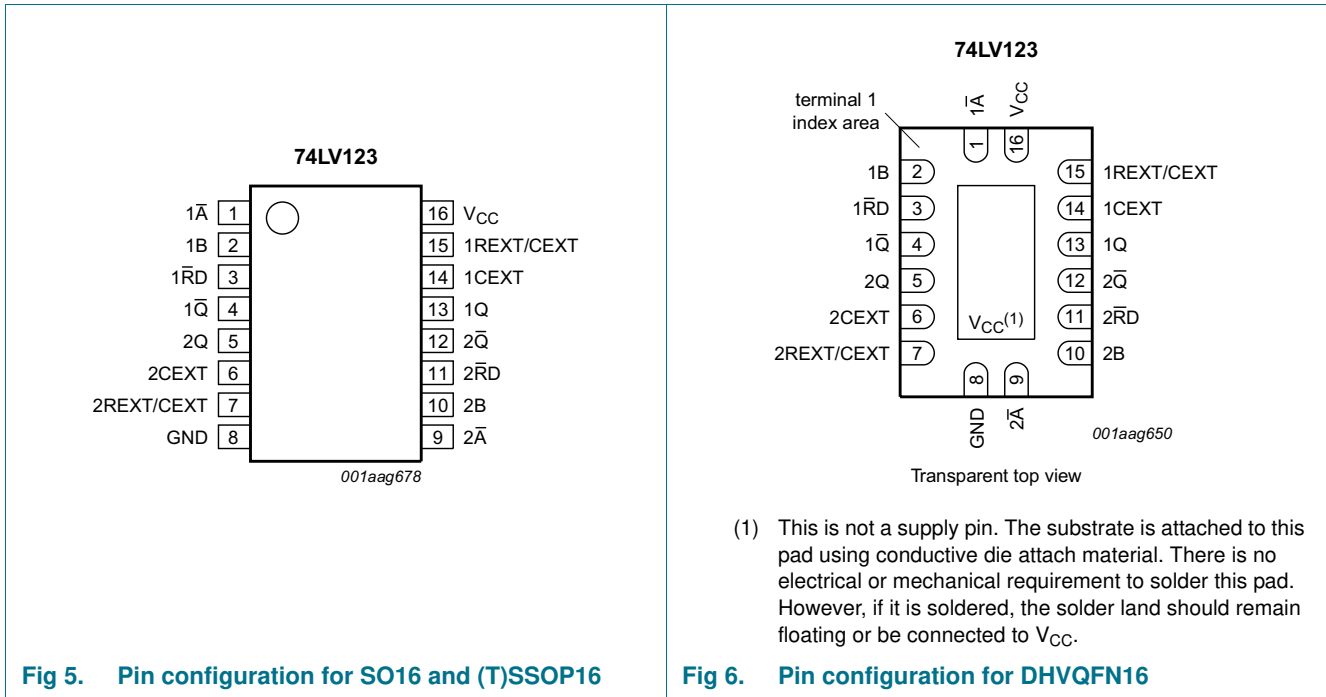 74LV123
1A̅ 1
1B 2
1R̅D 3
1Q̅ 4
2Q 5
2CEXT 6
2REXT/CEXT 7
GND 8
16 VCC
15 1REXT/CEXT
14 1CEXT
13 1Q
12 2Q̅
11 2R̅D
10 2B
9 2A̅
001aag678
Fig 5. Pin configuration for SO16 and (T)SSOP16
74LV123
terminal 1
index area
1A̅
VCC
1
16
1B 2
1R̅D 3
1Q̅ 4
2Q 5
2CEXT 6
2REXT/CEXT 7
15 1REXT/CEXT
14 1CEXT
13 1Q
12 2Q̅
11 2R̅D
10 2B
VCC(1)
8
9
GND
2A̅
001aag650
Transparent top view
(1) This is not a supply pin. The substrate is attached to this
pad using conductive die attach material. There is no
electrical or mechanical requirement to solder this pad.
However, if it is soldered, the solder land should remain
floating or be connected to VCC.
Fig 6. Pin configuration for DHVQFN16